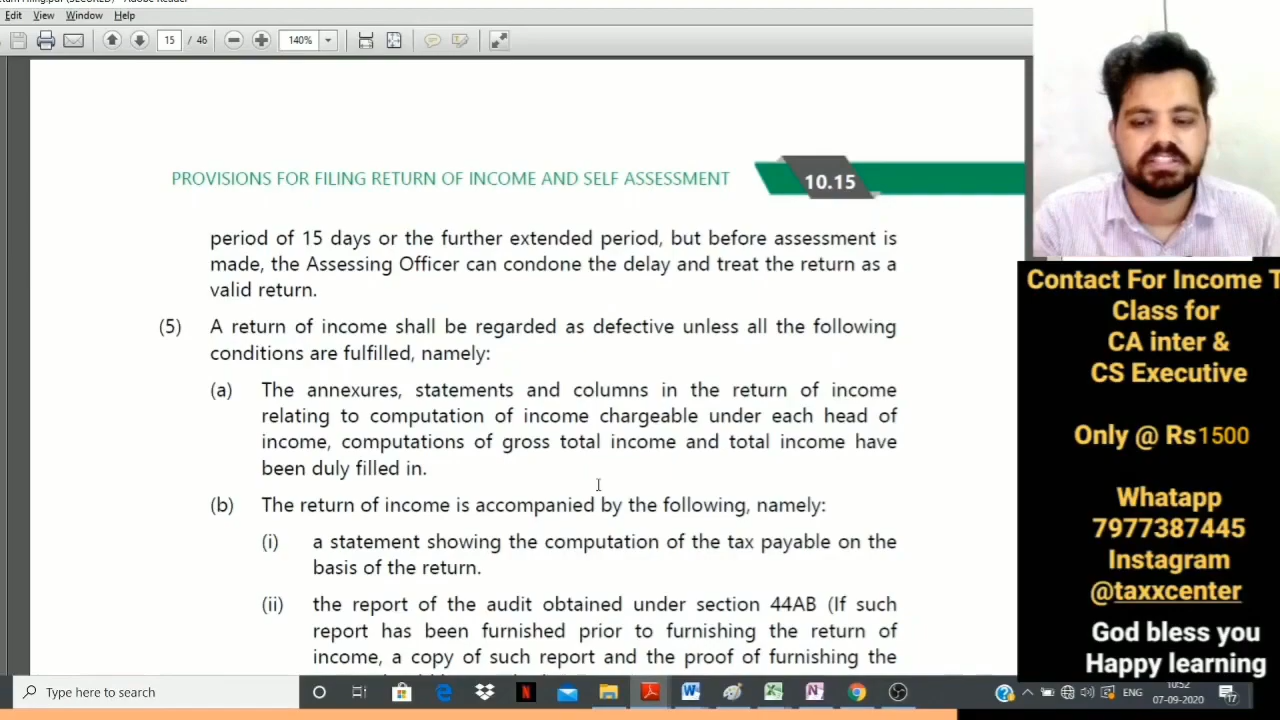 Edit View Window Help
15 / 46
140%
PROVISIONS FOR FILING RETURN OF INCOME AND SELF ASSESSMENT
10.15
period of 15 days or the further extended period, but before assessment is
made, the Assessing Officer can condone the delay and treat the return as a
valid return.
(5) A return of income shall be regarded as defective unless all the following
conditions are fulfilled, namely:
(a) The annexures, statements and columns in the return of income
relating to computation of income chargeable under each head of
income, computations of gross total income and total income have
been duly filled in.
(b) The return of income is accompanied by the following, namely:
(i) a statement showing the computation of the tax payable on the
basis of the return.
(ii) the report of the audit obtained under section 44AB (If such
report has been furnished prior to furnishing the return of
income, a copy of such report and the proof of furnishing the
Contact For Income T
Class for
CA inter &
CS Executive
Only @ Rs1500
Whatapp
7977387445
Instagram
@taxxcenter
God bless you
Happy learning
Type here to search
ENG
10:52
07-09-2020
17